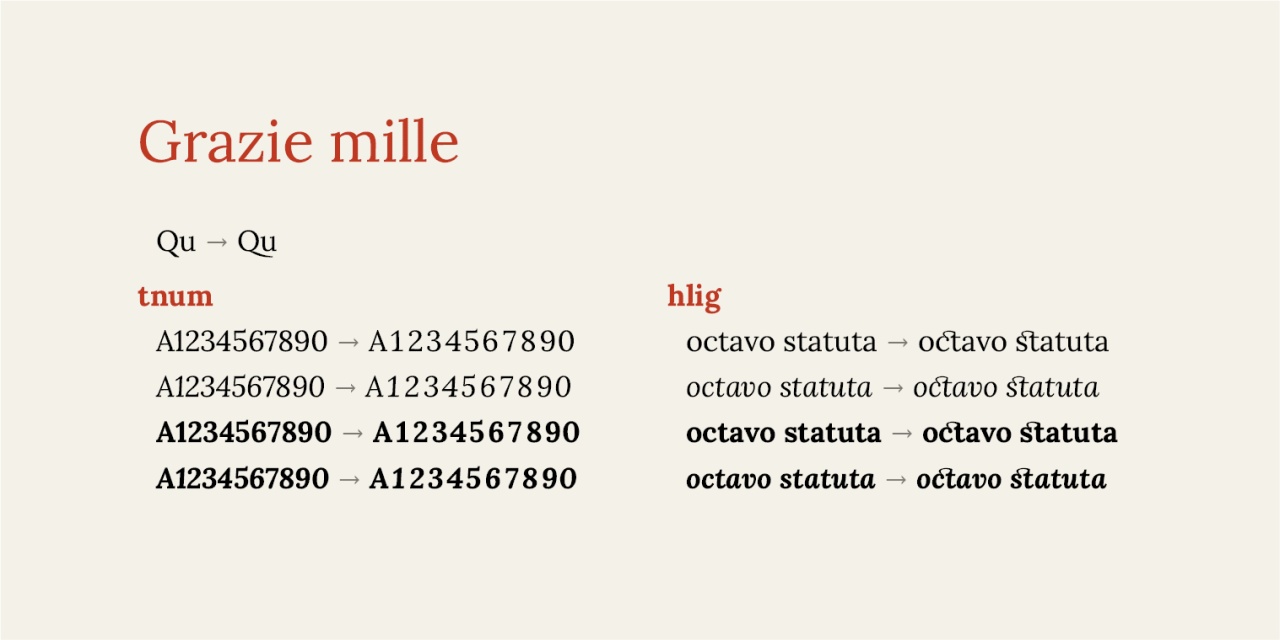 Grazie mille
Qu → Qu
tnum
A1234567890 → A1234567890
A1234567890 → A1234567890
A1234567890 → A1234567890
A1234567890 → A1234567890
hlig
octavo statuta → octavo statuta
octavo statuta → octavo statuta
octavo statuta → octavo statuta
octavo statuta → octavo statuta